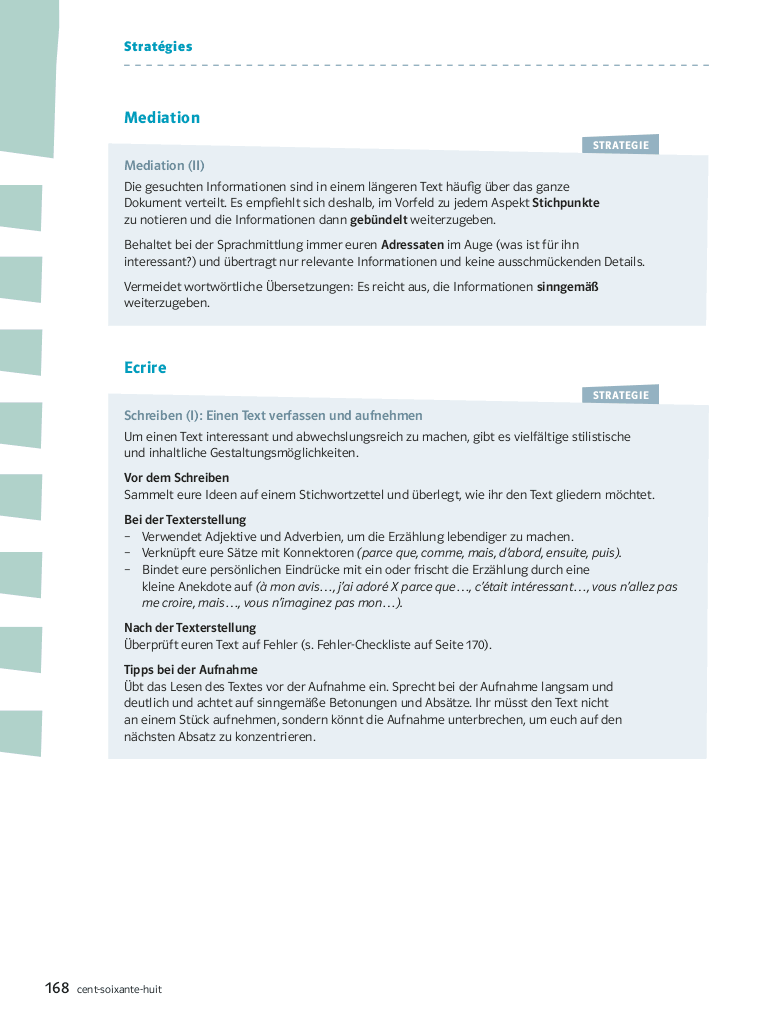 Stratégies
Mediation
STRATEGIE
Mediation (II)
Die gesuchten Informationen sind in einem längeren Text häufig über das ganze
Dokument verteilt. Es empfiehlt sich deshalb, im Vorfeld zu jedem Aspekt Stichpunkte
zu notieren und die Informationen dann gebündelt weiterzugeben.
Behaltet bei der Sprachmittlung immer euren Adressaten im Auge (was ist für ihn
interessant?) und übertragt nur relevante Informationen und keine ausschmückenden Details.
Vermeidet wortwörtliche Übersetzungen: Es reicht aus, die Informationen sinngemäß
weiterzugeben.
Ecrire
STRATEGIE
Schreiben (I): Einen Text verfassen und aufnehmen
Um einen Text interessant und abwechslungsreich zu machen, gibt es vielfältige stilistische
und inhaltliche Gestaltungsmöglichkeiten.
Vor dem Schreiben
Sammelt eure Ideen auf einem Stichwortzettel und überlegt, wie ihr den Text gliedern möchtet.
Bei der Texterstellung
– Verwendet Adjektive und Adverbien, um die Erzählung lebendiger zu machen.
– Verknüpft eure Sätze mit Konnektoren (parce que, comme, mais, d'abord, ensuite, puis).
– Bindet eure persönlichen Eindrücke mit ein oder frischt die Erzählung durch eine
kleine Anekdote auf (à mon avis…, j'ai adoré X parce que…, c'était intéressant…, vous n'allez pas
me croire, mais…, vous n'imaginez pas mon…).
Nach der Texterstellung
Überprüft euren Text auf Fehler (s. Fehler-Checkliste auf Seite 170).
Tipps bei der Aufnahme
Übt das Lesen des Textes vor der Aufnahme ein. Sprecht bei der Aufnahme langsam und
deutlich und achtet auf sinngemäße Betonungen und Absätze. Ihr müsst den Text nicht
an einem Stück aufnehmen, sondern könnt die Aufnahme unterbrechen, um euch auf den
nächsten Absatz zu konzentrieren.
168 cent-soixante-huit